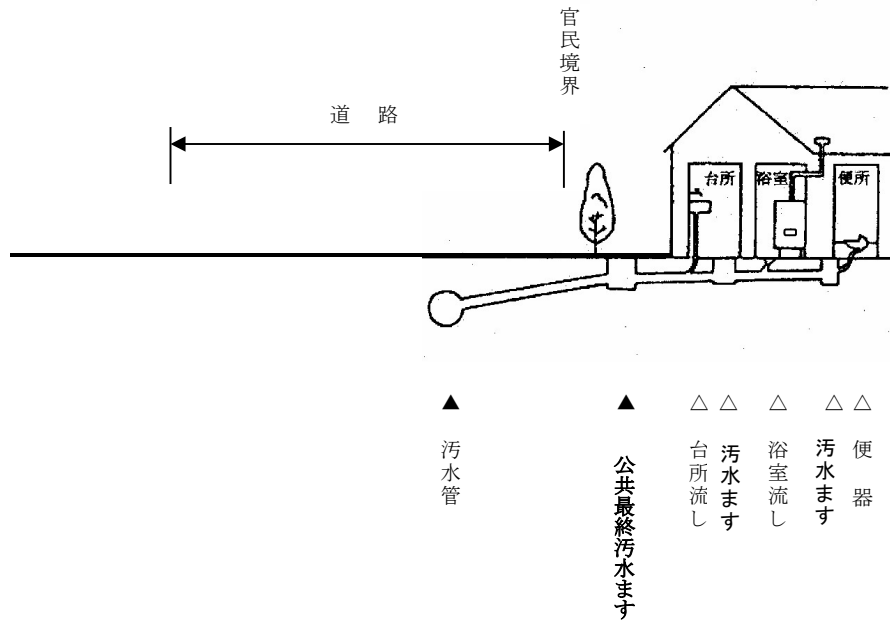 官民境界
道 路
台所
浴室
便所
▲ ▲ △ △ △ △ △
汚水管
公共最終汚水ます
台所流し
汚水ます
浴室流し
汚水ます
便 器